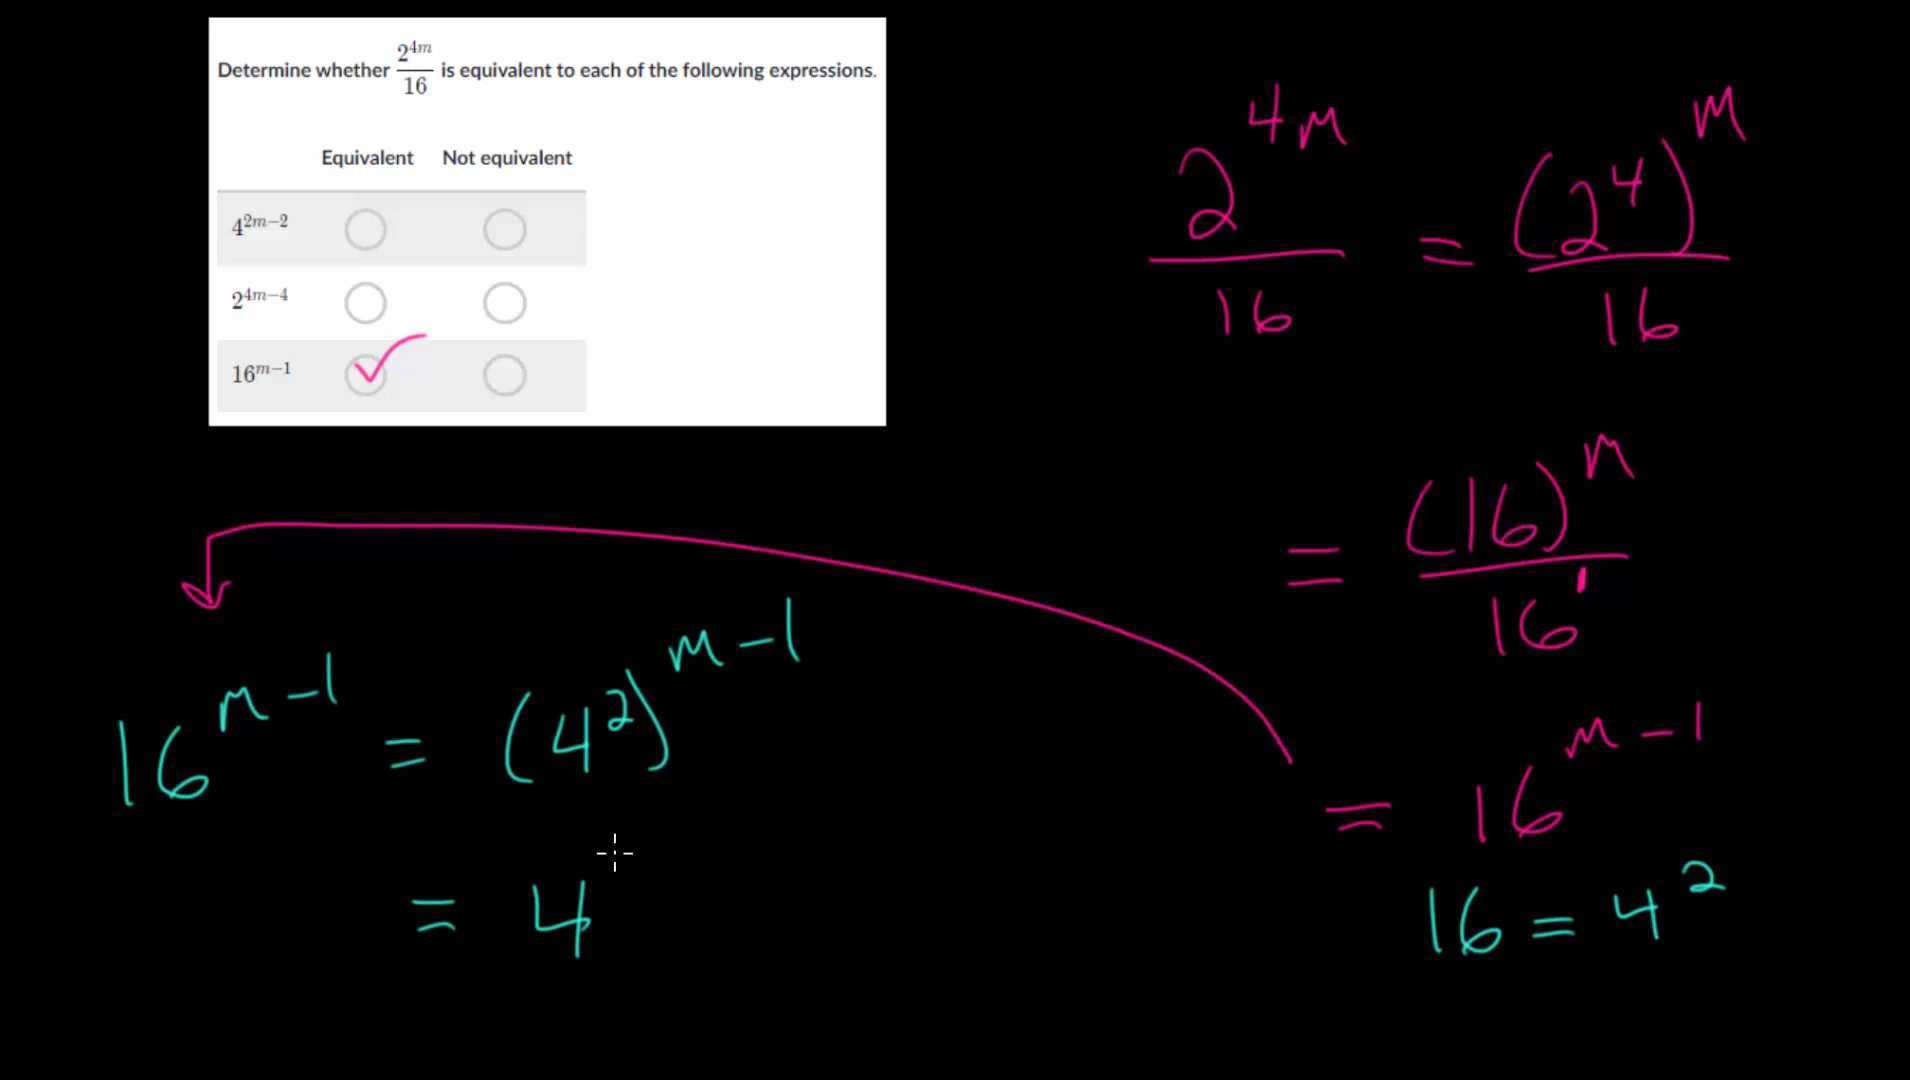 Determine whether 2^{4m}/16 is equivalent to each of the following expressions.
Equivalent Not equivalent
4^{2m-2}
2^{4m-4}
16^{m-1}
2^{4m}/16 = (2^4)^m/16
= (16)^m/16^1
= 16^{m-1}
16 = 4^2
16^{m-1} = (4^2)^{m-1}
= 4